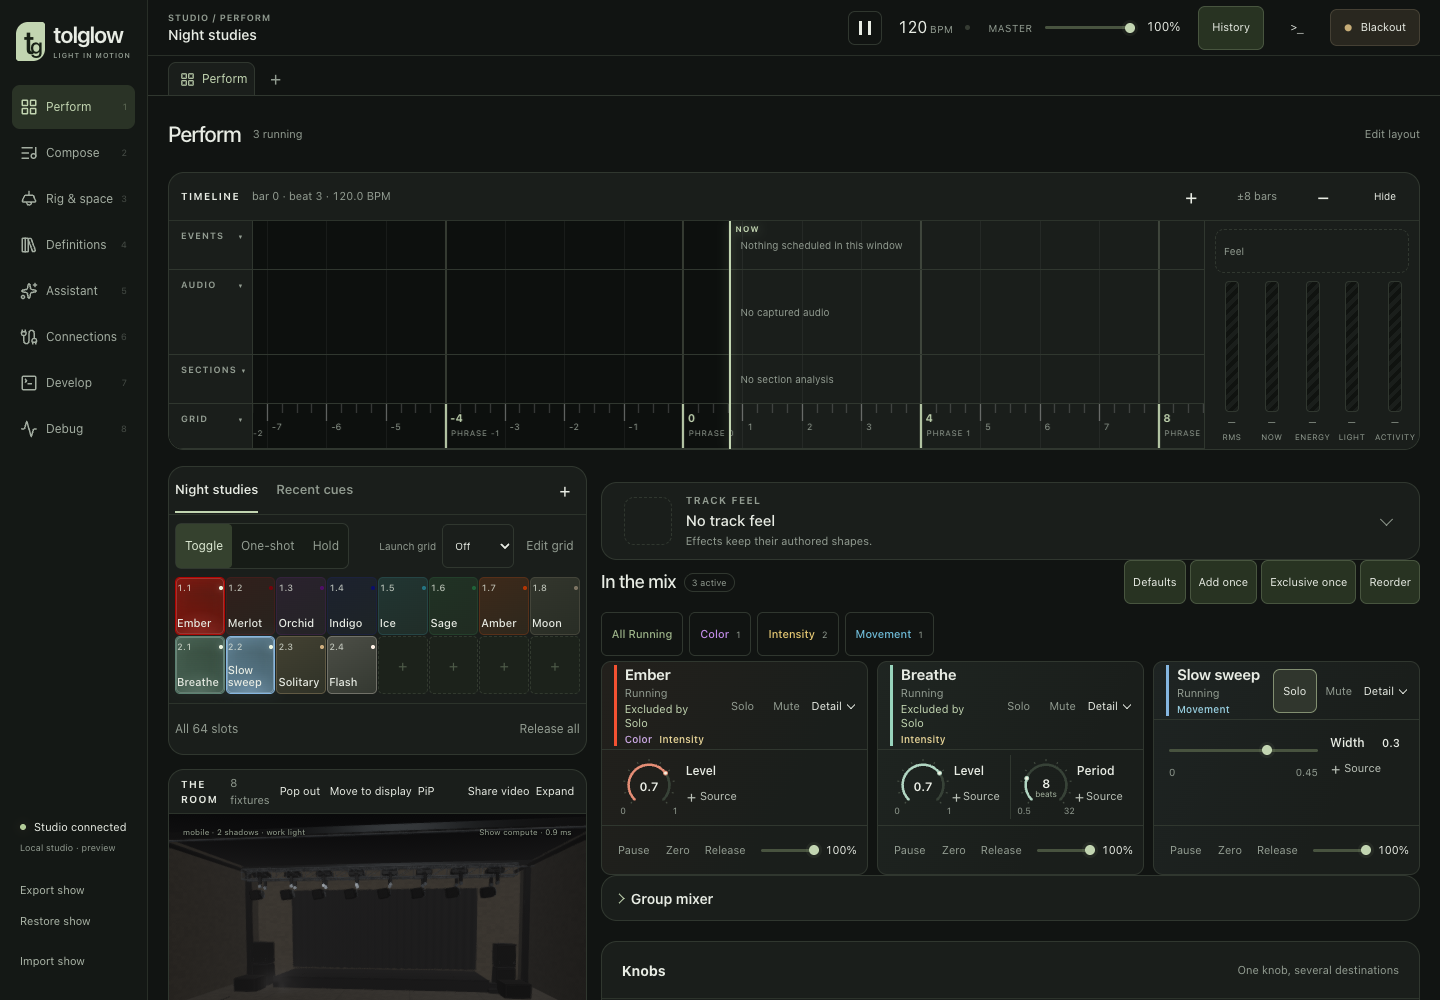 tolglow
LIGHT IN MOTION
Perform 1
Compose 2
Rig & space 3
Definitions 4
Assistant 5
Connections 6
Develop 7
Debug 8
Studio connected
Local studio · preview
Export show
Restore show
Import show
STUDIO / PERFORM
Night studies
120 BPM
MASTER
100%
History
>_
Blackout
Perform
+
Perform
3 running
Edit layout
TIMELINE
bar 0 · beat 3 · 120.0 BPM
+
±8 bars
−
Hide
EVENTS
NOW
Nothing scheduled in this window
AUDIO
No captured audio
SECTIONS
No section analysis
GRID
-2 -7 -6 -5 -4 -3 -2 -1 0 1 2 3 4 5 6 7 8
PHRASE -1 PHRASE 0 PHRASE 1 PHRASE
Feel
— — — — —
RMS NOW ENERGY LIGHT ACTIVITY
Night studies
Recent cues
+
Toggle One-shot Hold
Launch grid
Off
Edit grid
1.1 1.2 1.3 1.4 1.5 1.6 1.7 1.8
Ember Merlot Orchid Indigo Ice Sage Amber Moon
2.1 2.2 2.3 2.4
Breathe Slow sweep Solitary Flash + + + +
All 64 slots
Release all
THE ROOM
8 fixtures
Pop out Move to display PiP Share video Expand
mobile · 2 shadows · work light
Show compute · 0.9 ms
TRACK FEEL
No track feel
Effects keep their authored shapes.
In the mix
3 active
Defaults Add once Exclusive once Reorder
All Running Color 1 Intensity 2 Movement 1
Ember
Running
Excluded by Solo
Color Intensity
Solo Mute Detail
0.7
0 1
Level
+ Source
Pause Zero Release 100%
Breathe
Running
Excluded by Solo
Intensity
Solo Mute Detail
0.7
0 1
Level
+ Source
8 beats
0.5 32
Period
+ Source
Pause Zero Release 100%
Slow sweep
Running
Movement
Solo Mute Detail
0 0.45
Width 0.3
+ Source
Pause Zero Release 100%
Group mixer
Knobs
One knob, several destinations